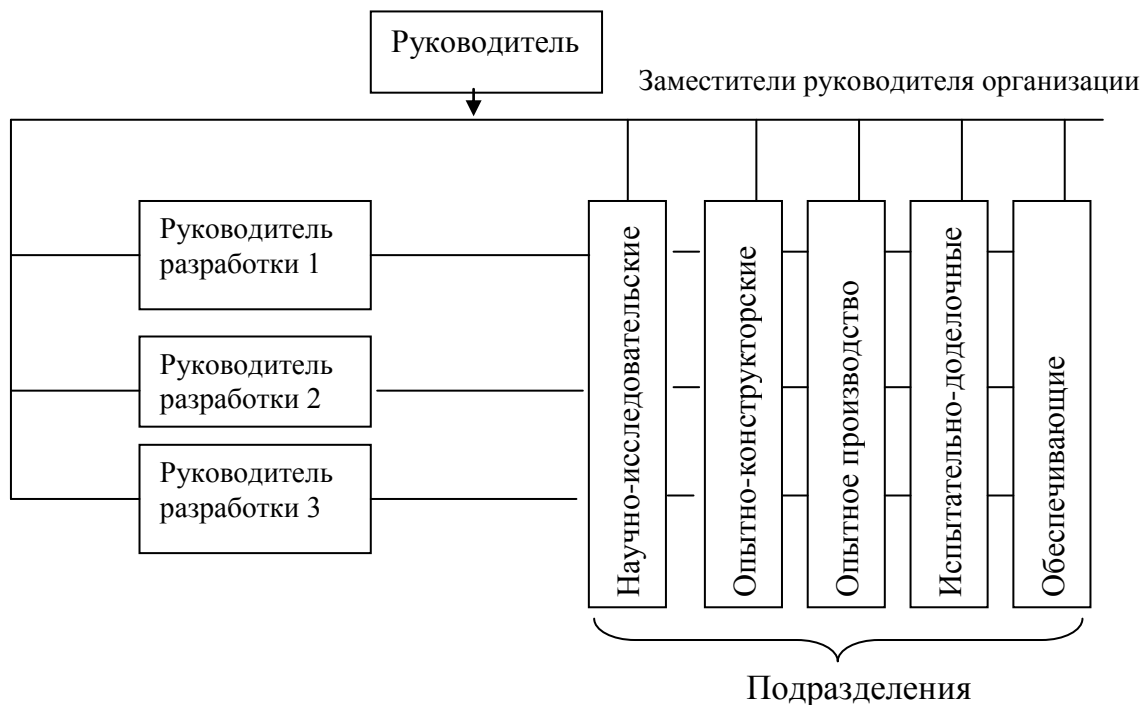 Руководитель
Заместители руководителя организации
Руководитель
разработки 1
Руководитель
разработки 2
Руководитель
разработки 3
Научно-исследовательские
Опытно-конструкторские
Опытное производство
Испытательно-доделочные
Обеспечивающие
Подразделения